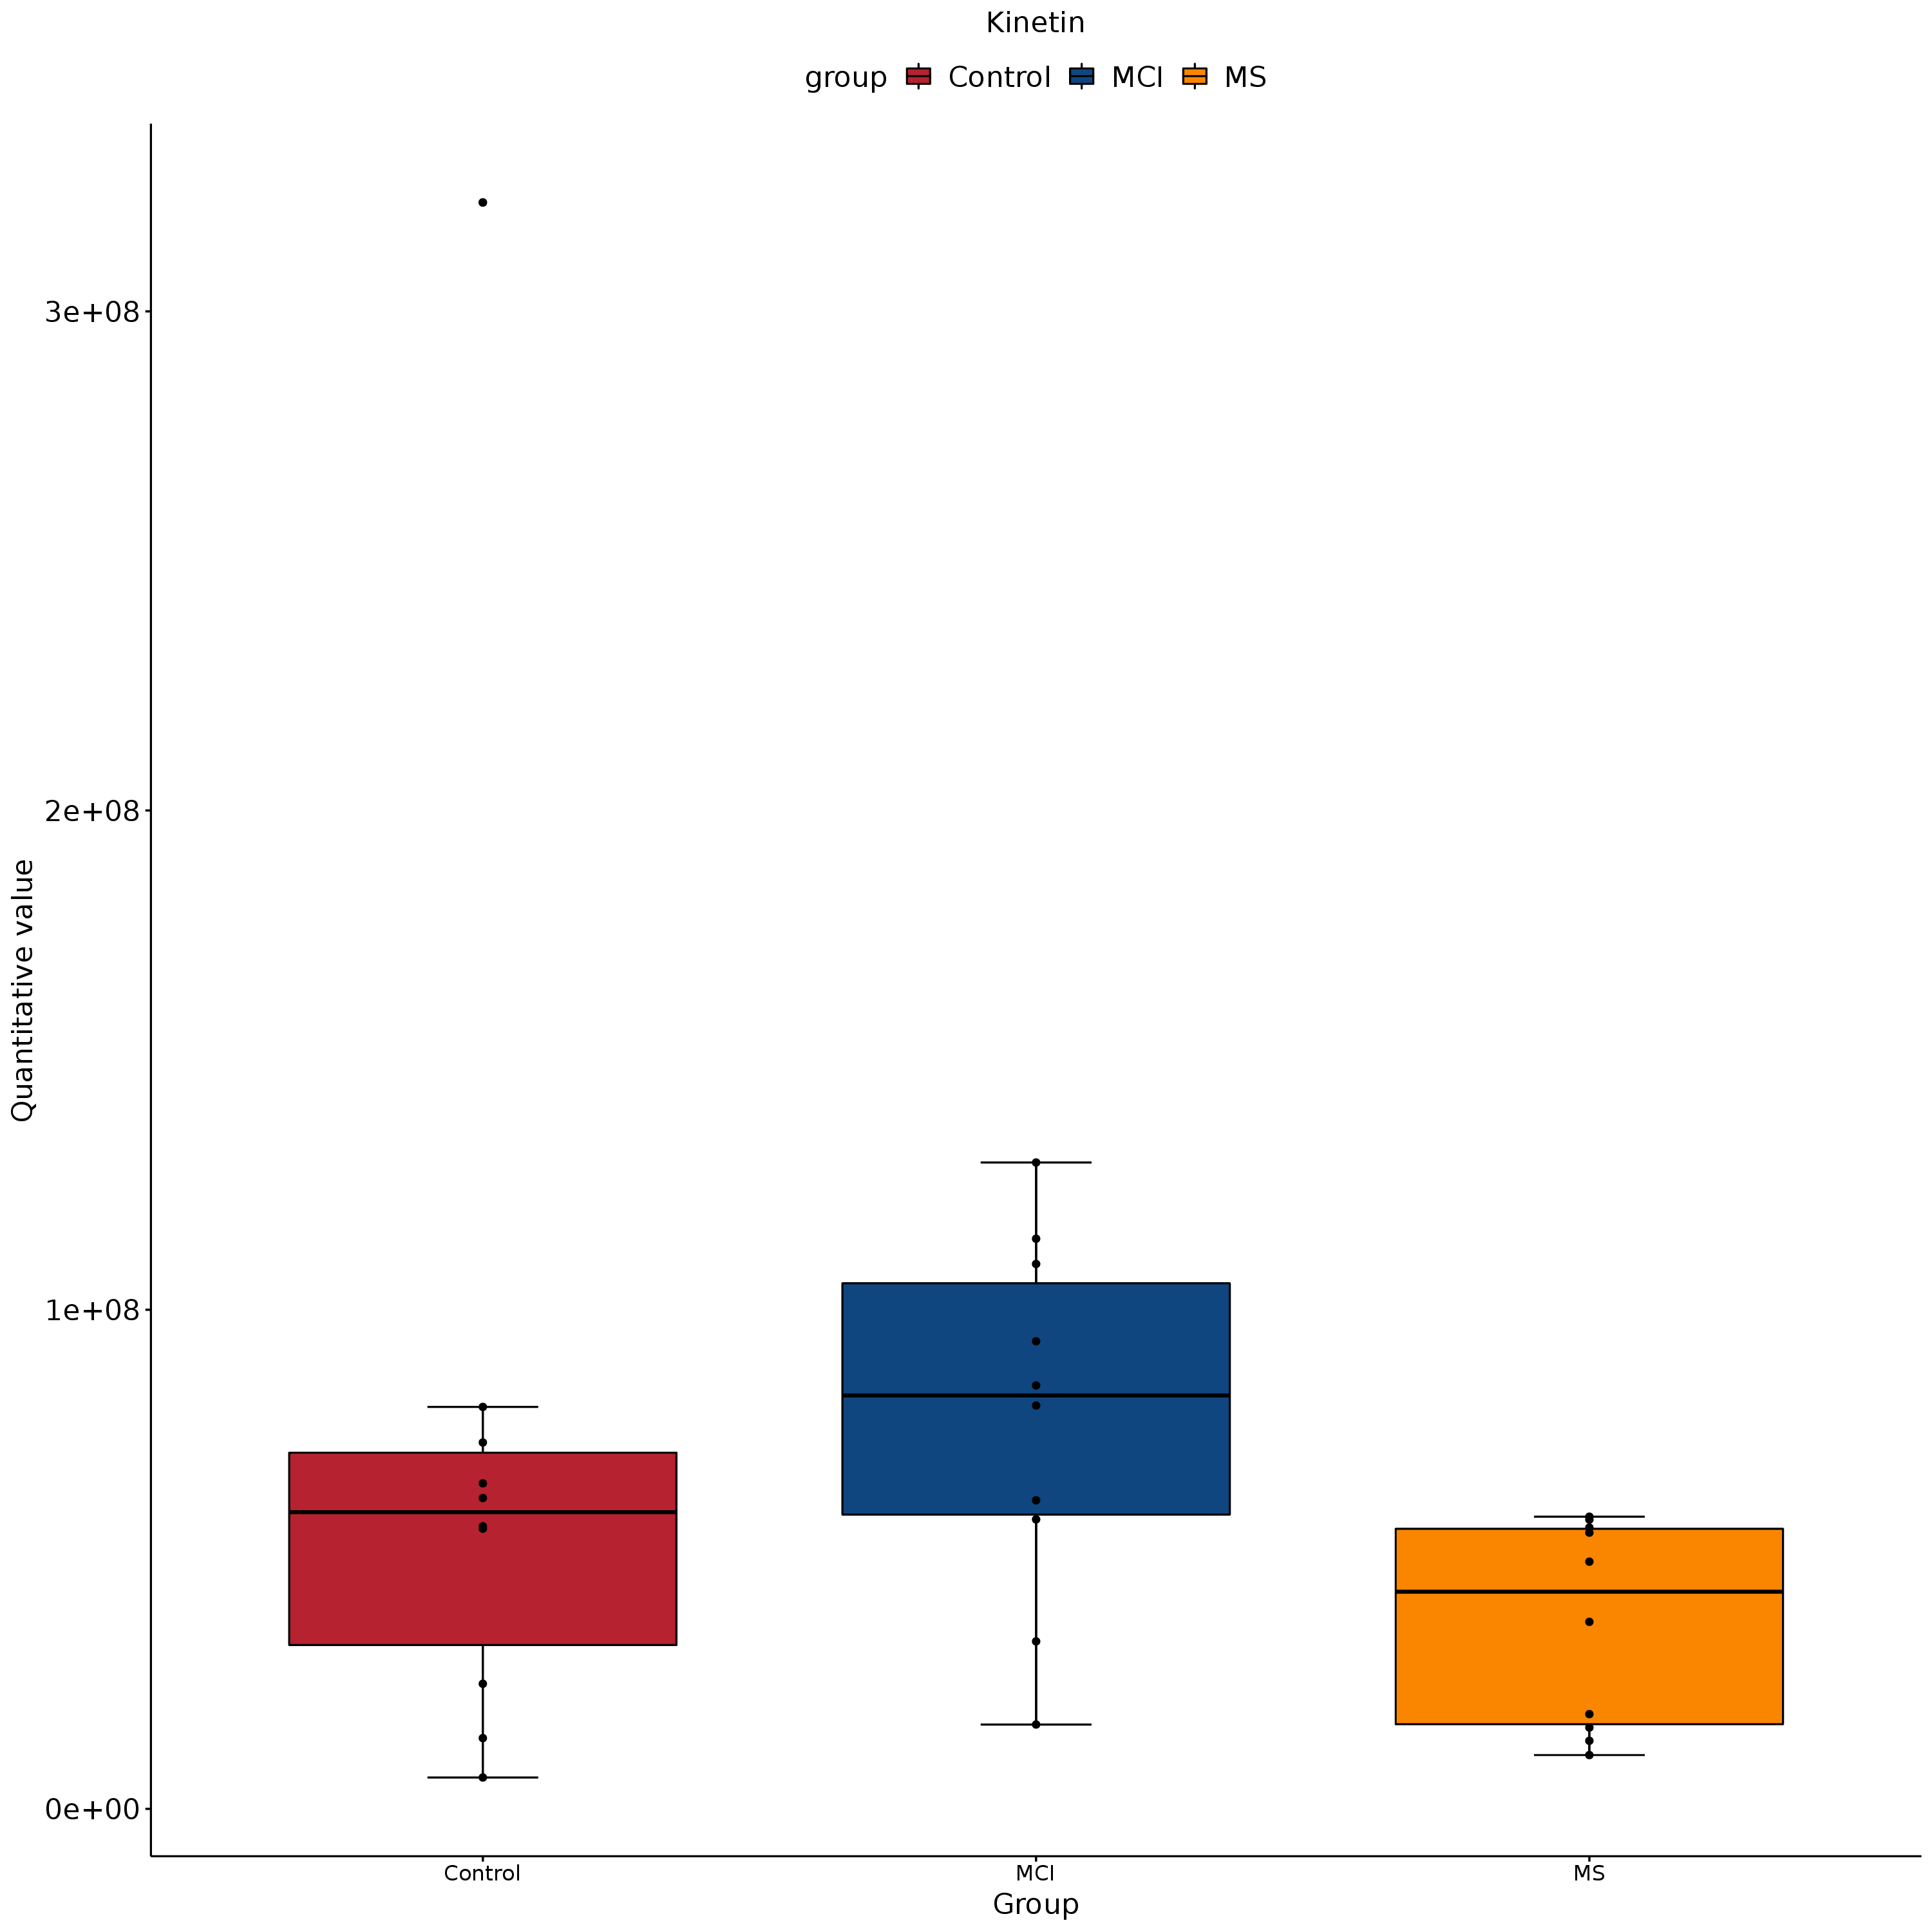 Kinetin
group Control MCI MS
3e+08
2e+08
1e+08
0e+00
Quantitative value
Control MCI MS
Group